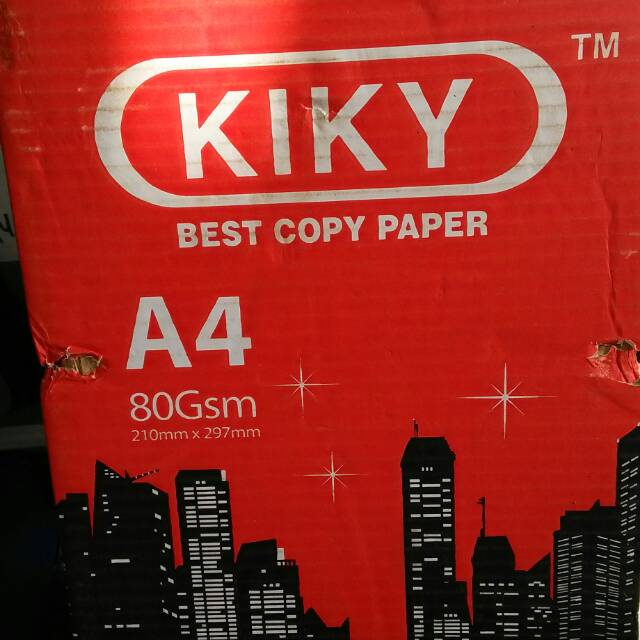 KIKY
TM
BEST COPY PAPER
A4
80Gsm
210mm x 297mm